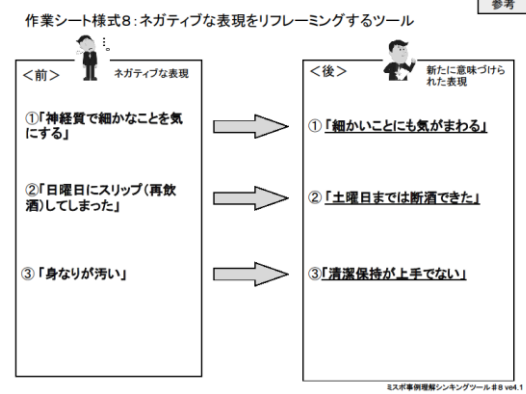 参考
作業シート様式８：ネガティブな表現をリフレーミングするツール
＜前＞ ネガティブな表現
①「神経質で細かなことを気
にする」
②「日曜日にスリップ（再飲
酒）してしまった」
③「身なりが汚い」
＜後＞ 新たに意味づけら
れた表現
①「細かいことにも気がまわる」
②「土曜日までは断酒できた」
③「清潔保持が上手でない」
ミスポ事例理解シンキングツール＃8 ve4.1